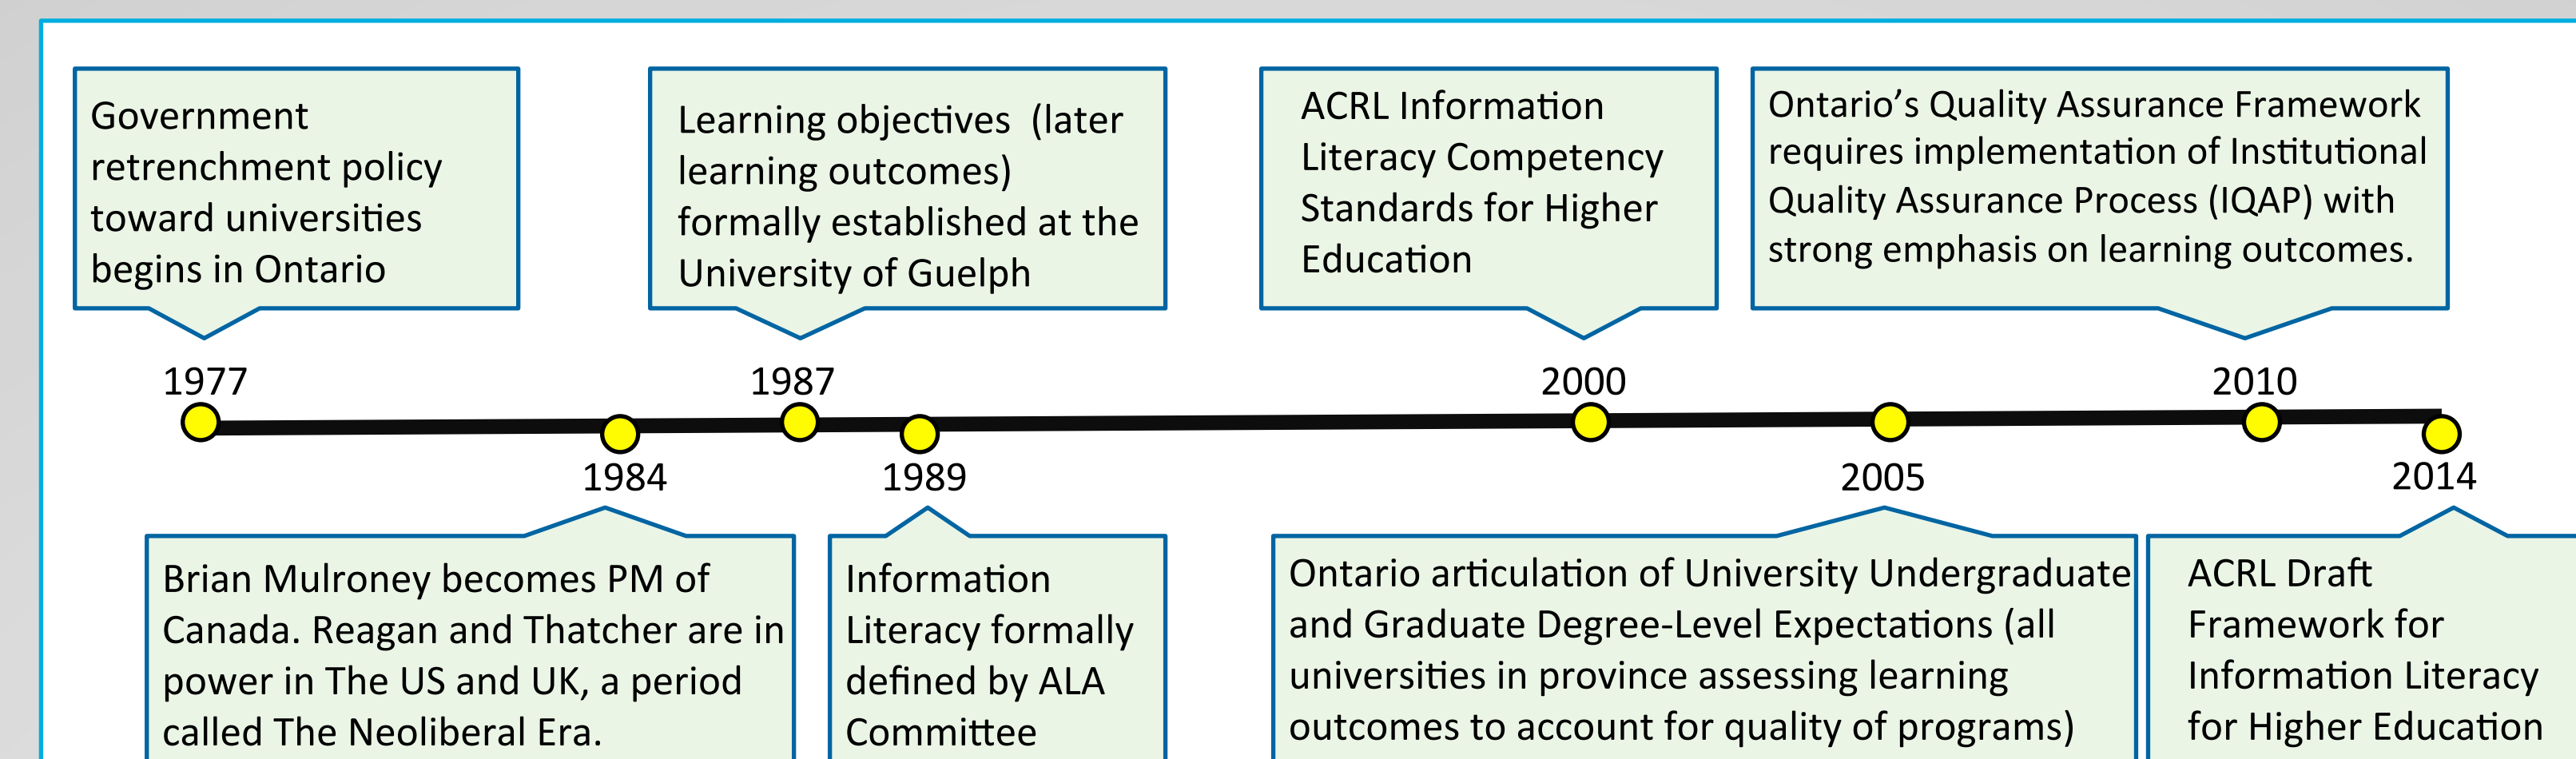 Government
retrenchment policy
toward universities
begins in Ontario
Learning objectives (later
learning outcomes)
formally established at the
University of Guelph
ACRL Information
Literacy Competency
Standards for Higher
Education
Ontario’s Quality Assurance Framework
requires implementation of Institutional
Quality Assurance Process (IQAP) with
strong emphasis on learning outcomes.
1977
1987
2000
2010
1984
1989
2005
2014
Brian Mulroney becomes PM of
Canada. Reagan and Thatcher are in
power in The US and UK, a period
called The Neoliberal Era.
Information
Literacy formally
defined by ALA
Committee
Ontario articulation of University Undergraduate
and Graduate Degree-Level Expectations (all
universities in province assessing learning
outcomes to account for quality of programs)
ACRL Draft
Framework for
Information Literacy
for Higher Education